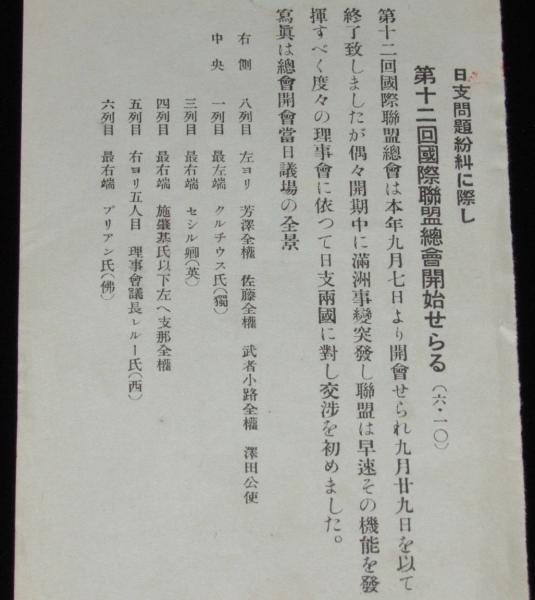 日支問題紛糾に際し
第十二回國際聯盟總會開始せらる（六・一〇）
第十二回國際聯盟總會は本年九月七日より開會せられ九月廿九日を以て
終了致しましたが偶々開期中に滿洲事變突發し聯盟は早速その機能を發
揮すべく度々の理事會に依つて日支兩國に對し交涉を初めました。
寫眞は總會開會當日議場の全景
右側　八列目　左ヨリ　芳澤全權　佐藤全權　武者小路全權　澤田公使
中央　一列目　最左端　クルチウス氏（獨）
三列目　最右端　セシル卿（英）
四列目　最右端　施肇基氏以下左へ支那全權
五列目　右ヨリ五人目　理事會議長レルー氏（西）
六列目　最右端　ブリアン氏（佛）